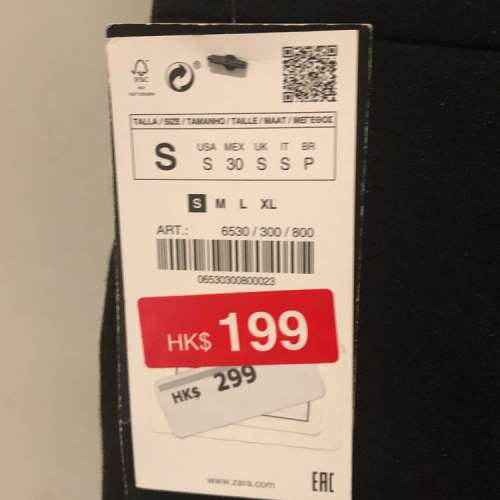 FSC
TALLA / SIZE / TAMANHO / TAILLE / MAAT / ΜΕΓΕΘΟΣ
USA MEX UK IT BR
S S 30 S S P
S M L XL
ART.: 6530 / 300 / 800
06530300800023
HK$ 199
HK$ 299
www.zara.com
EAC